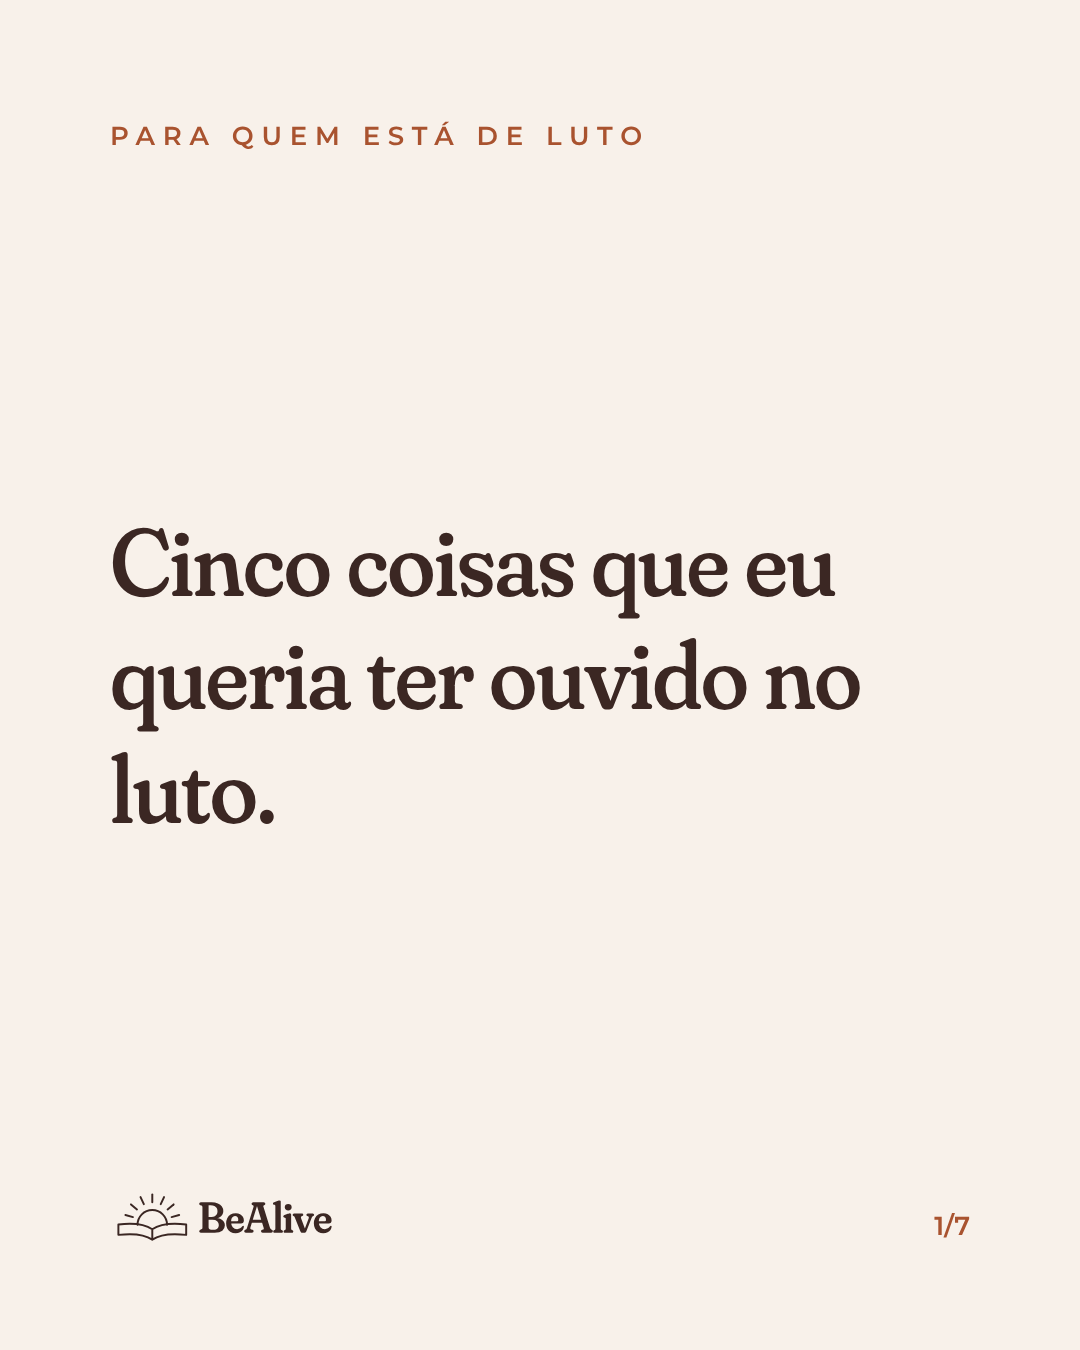 PARA QUEM ESTÁ DE LUTO
Cinco coisas que eu
queria ter ouvido no
luto.
BeAlive
1/7